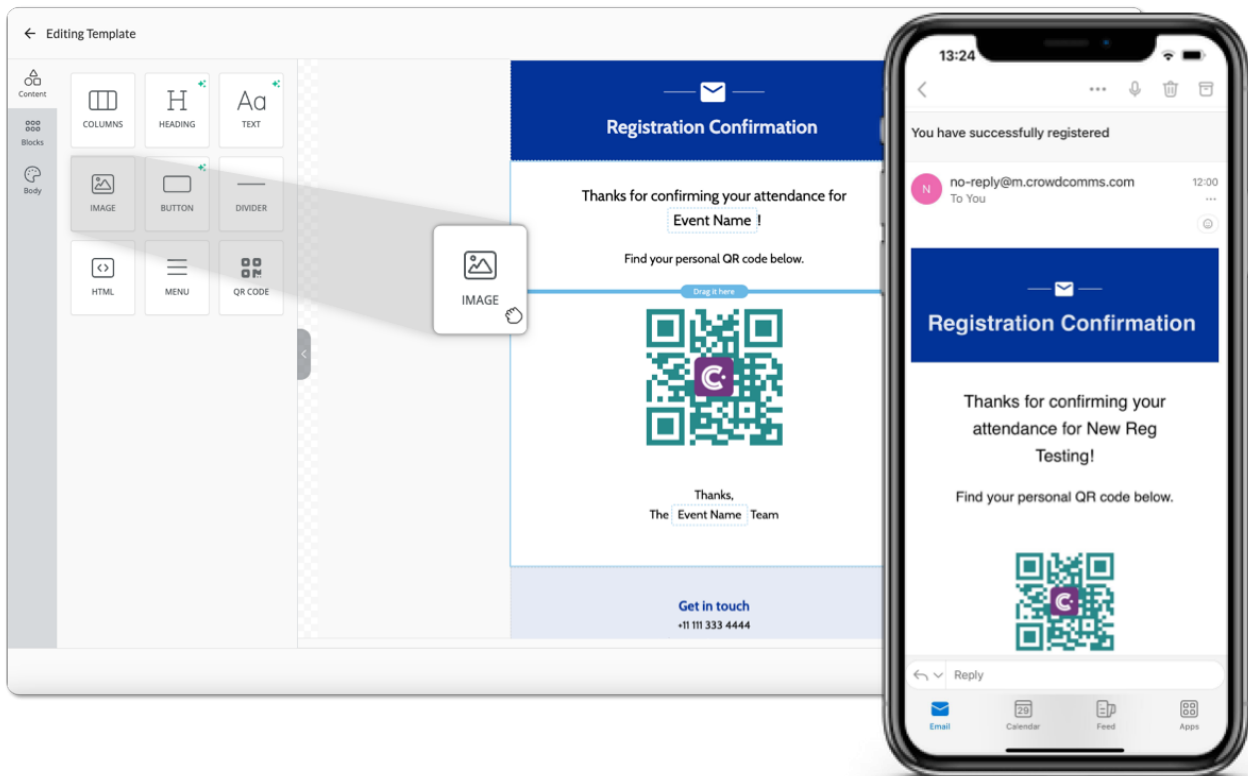 Editing Template
Content
Blocks
Body
COLUMNS
HEADING
TEXT
IMAGE
BUTTON
DIVIDER
HTML
MENU
QR CODE
IMAGE
Registration Confirmation
Thanks for confirming your attendance for
Event Name !
Find your personal QR code below.
Drag it here
Thanks,
The Event Name Team
Get in touch
+11 111 333 4444
13:24
You have successfully registered
N
no-reply@m.crowdcomms.com
12:00
To You
Registration Confirmation
Thanks for confirming your
attendance for New Reg
Testing!
Find your personal QR code below.
Reply
29
Email
Calendar
Feed
Apps